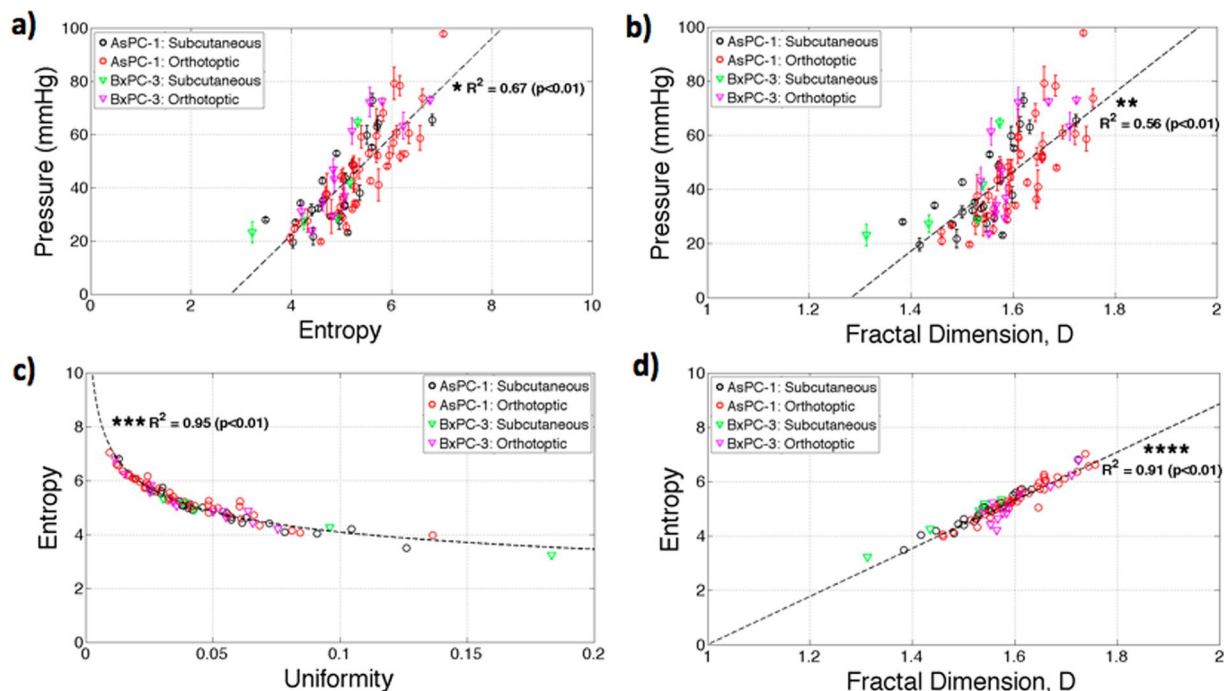 a)
AsPC-1: Subcutaneous
AsPC-1: Orthotoptic
BxPC-3: Subcutaneous
BxPC-3: Orthotoptic
* R² = 0.67 (p<0.01)
Pressure (mmHg)
100
80
60
40
20
0
0 2 4 6 8 10
Entropy
b)
AsPC-1: Subcutaneous
AsPC-1: Orthotoptic
BxPC-3: Subcutaneous
BxPC-3: Orthotoptic
**
R² = 0.56 (p<0.01)
Pressure (mmHg)
100
80
60
40
20
0
1 1.2 1.4 1.6 1.8 2
Fractal Dimension, D
c)
AsPC-1: Subcutaneous
AsPC-1: Orthotoptic
BxPC-3: Subcutaneous
BxPC-3: Orthotoptic
*** R² = 0.95 (p<0.01)
Entropy
10
8
6
4
2
0
0 0.05 0.1 0.15 0.2
Uniformity
d)
AsPC-1: Subcutaneous
AsPC-1: Orthotoptic
BxPC-3: Subcutaneous
BxPC-3: Orthotoptic
****
R² = 0.91 (p<0.01)
Entropy
10
8
6
4
2
0
1 1.2 1.4 1.6 1.8 2
Fractal Dimension, D